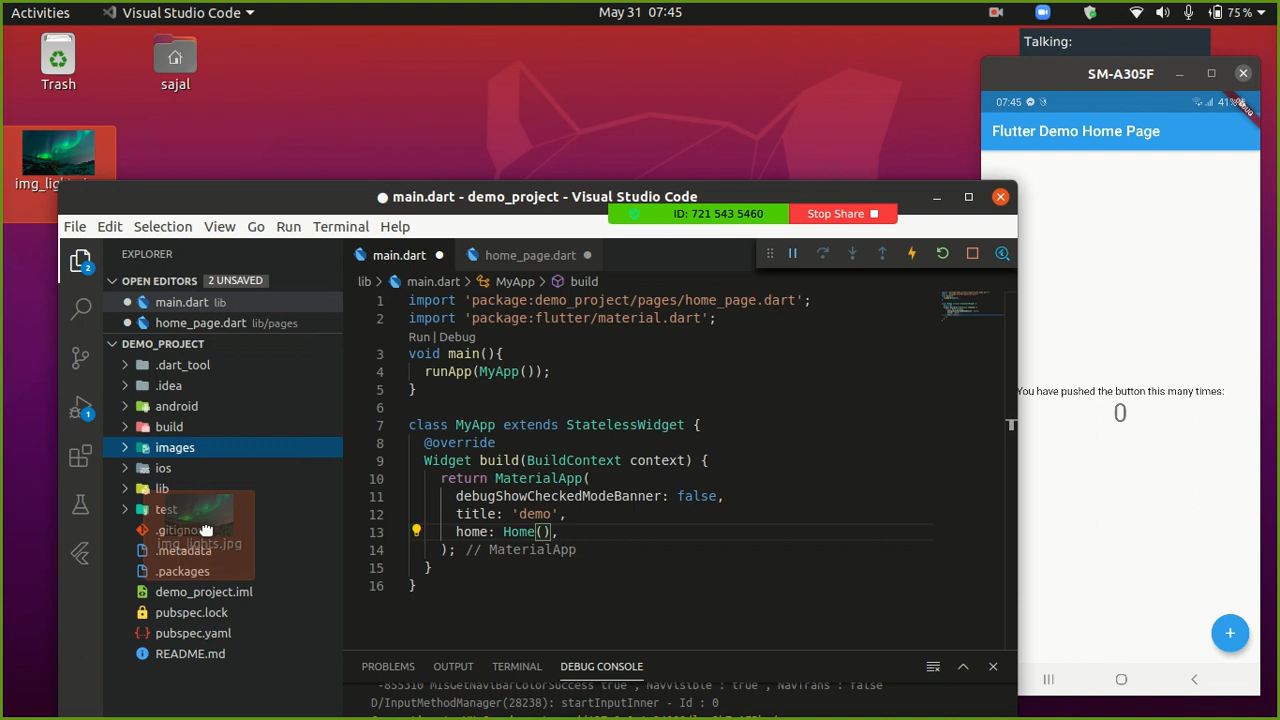 Activities
Visual Studio Code
May 31 07:45
75 %
Trash
sajal
Talking:
SM-A305F
07:45
Flutter Demo Home Page
main.dart - demo_project - Visual Studio Code
ID: 721 543 5460
Stop Share
File Edit Selection View Go Run Terminal Help
EXPLORER
main.dart
home_page.dart
2
OPEN EDITORS 2 UNSAVED
lib > main.dart > MyApp > build
main.dart lib
home_page.dart lib/pages
DEMO_PROJECT
.dart_tool
.idea
android
1
build
images
ios
lib
test
img_lights.jpg
.metadata
.packages
demo_project.iml
pubspec.lock
pubspec.yaml
README.md
1 import 'package:demo_project/pages/home_page.dart';
2 import 'package:flutter/material.dart';
Run | Debug
3 void main(){
4 runApp(MyApp());
5 }
6
7 class MyApp extends StatelessWidget {
8 @override
9 Widget build(BuildContext context) {
10 return MaterialApp(
11 debugShowCheckedModeBanner: false,
12 title: 'demo',
13 home: Home(),
14 ); // MaterialApp
15 }
16 }
You have pushed the button this many times:
0
PROBLEMS OUTPUT TERMINAL DEBUG CONSOLE
D/InputMethodManager(28238): startInputInner - Id : 0